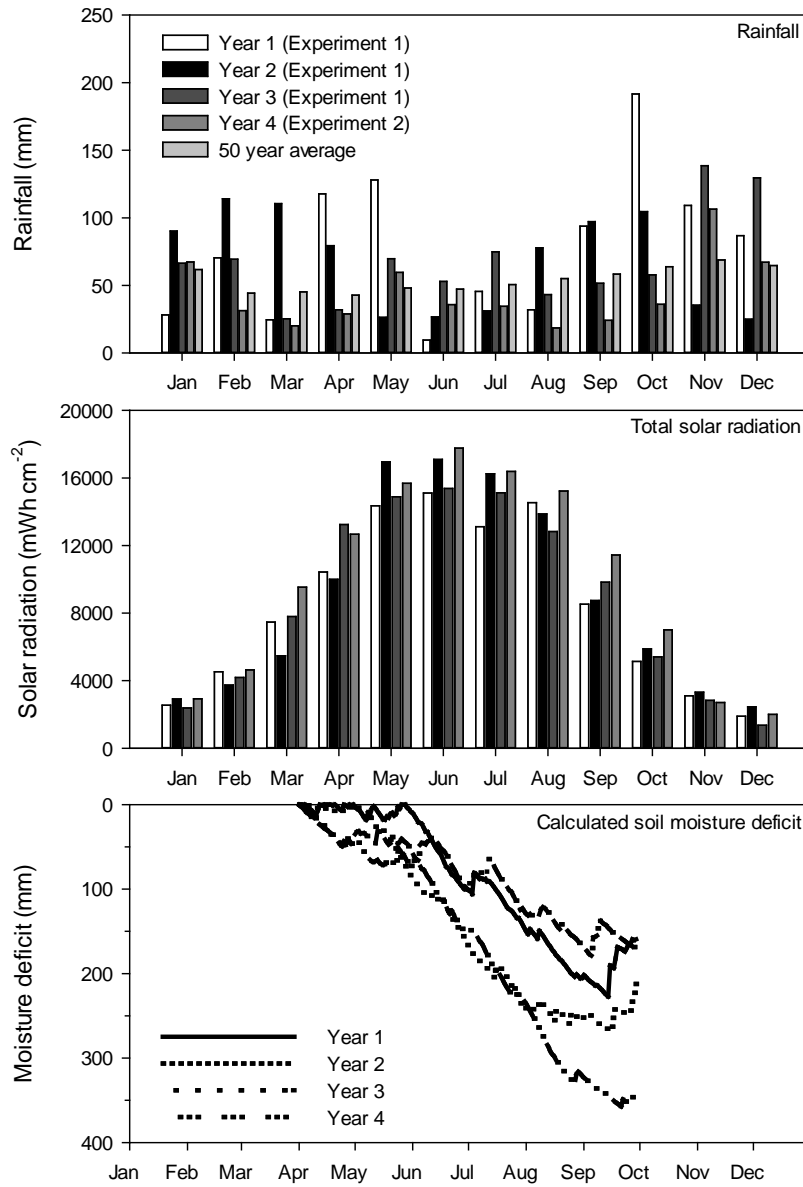 Rainfall
Year 1 (Experiment 1)
Year 2 (Experiment 1)
Year 3 (Experiment 1)
Year 4 (Experiment 2)
50 year average
Rainfall (mm)
250
200
150
100
50
0
Jan Feb Mar Apr May Jun Jul Aug Sep Oct Nov Dec
Total solar radiation
Solar radiation (mWh cm⁻²)
20000
16000
12000
8000
4000
0
Jan Feb Mar Apr May Jun Jul Aug Sep Oct Nov Dec
Calculated soil moisture deficit
Moisture deficit (mm)
0
100
200
300
400
Year 1
Year 2
Year 3
Year 4
Jan Feb Mar Apr May Jun Jul Aug Sep Oct Nov Dec